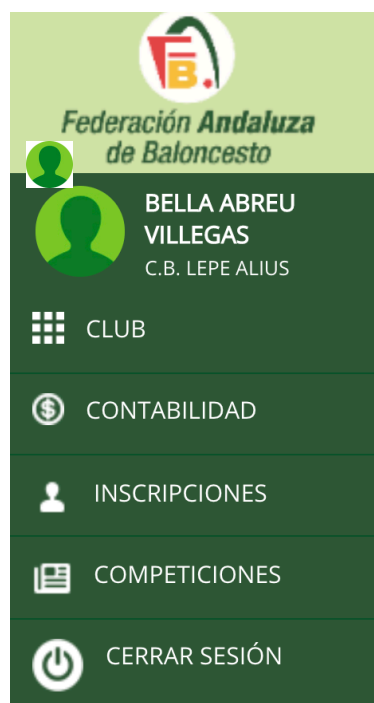 FB.
Federación Andaluza
de Baloncesto
BELLA ABREU
VILLEGAS
C.B. LEPE ALIUS
CLUB
CONTABILIDAD
INSCRIPCIONES
COMPETICIONES
CERRAR SESIÓN